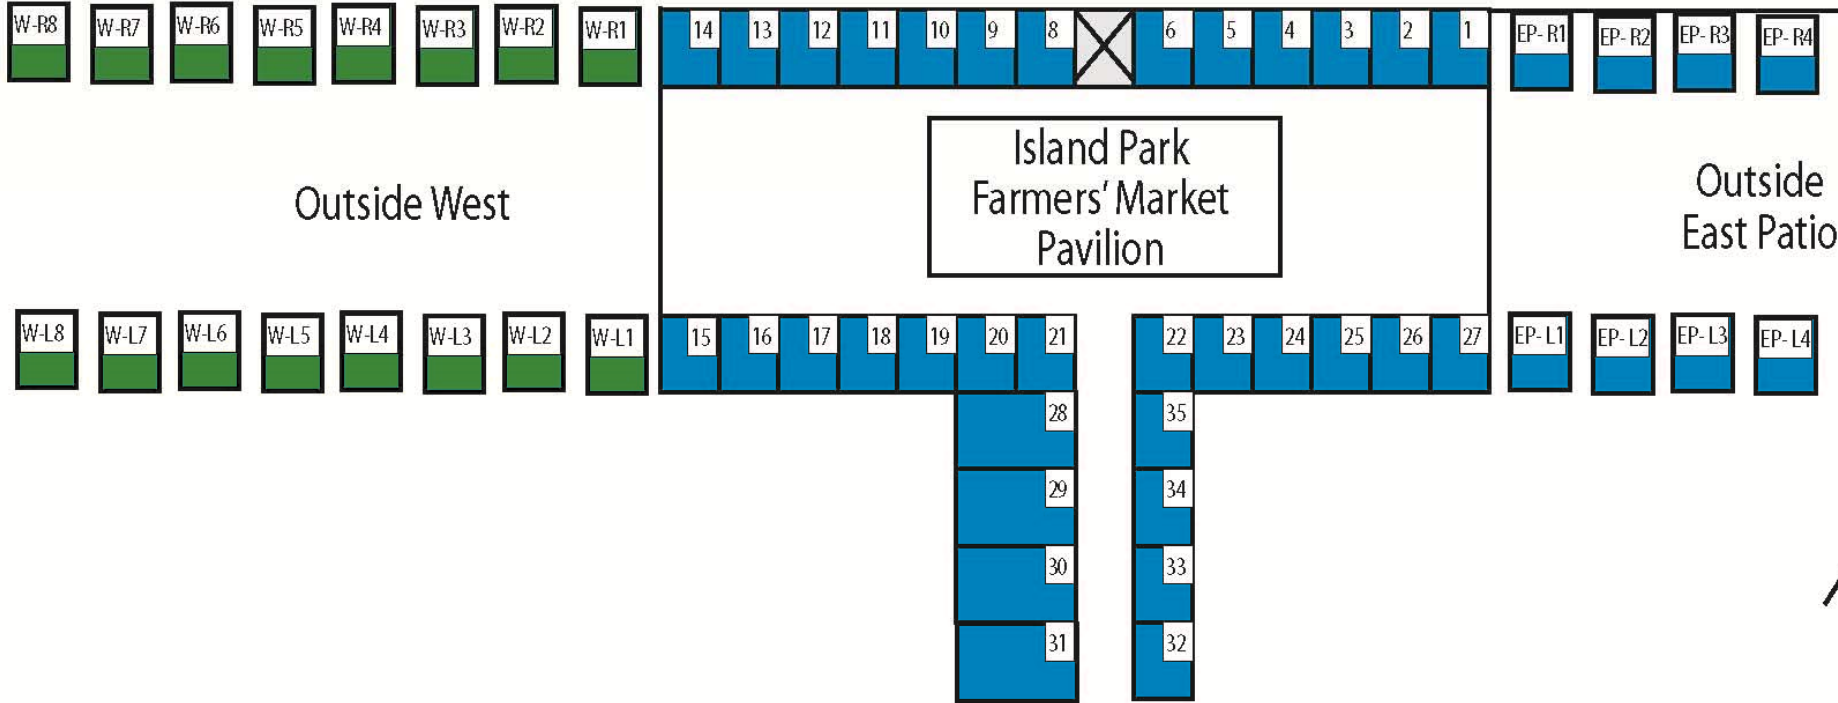 W-R8 W-R7 W-R6 W-R5 W-R4 W-R3 W-R2 W-R1 14 13 12 11 10 9 8 6 5 4 3 2 1 EP- R1 EP- R2 EP- R3 EP- R4
Island Park
Farmers' Market
Pavilion
Outside West
Outside
East Patio
W-L8 W-L7 W-L6 W-L5 W-L4 W-L3 W-L2 W-L1 15 16 17 18 19 20 21 22 23 24 25 26 27 EP- L1 EP- L2 EP- L3 EP- L4
28 35
29 34
30 33
31 32